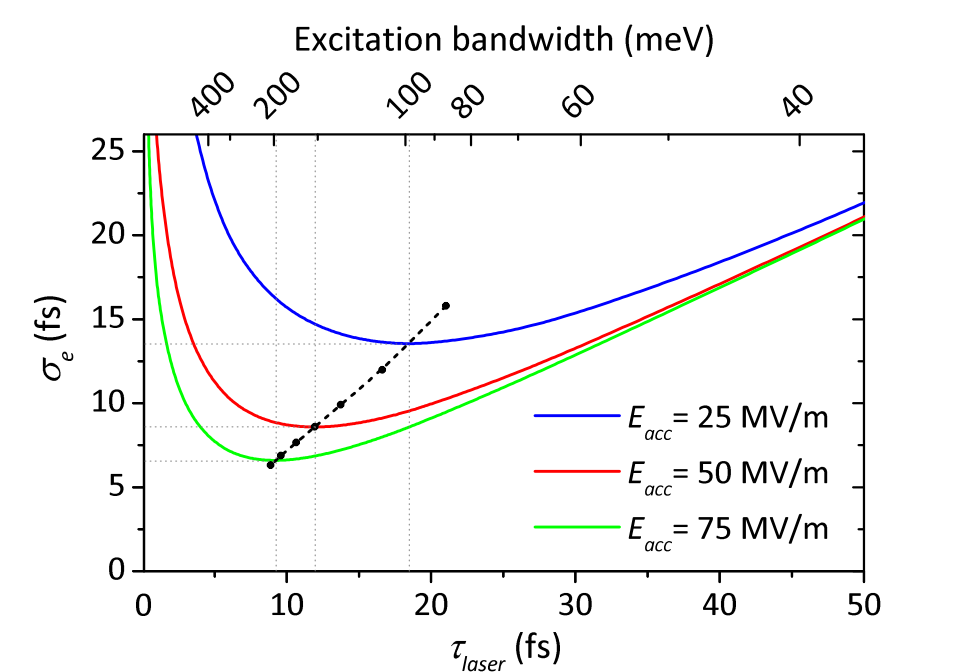 Excitation bandwidth (meV)
400 200 100 80 60 40
25
20
15
10
5
0
σe (fs)
Eacc= 25 MV/m
Eacc= 50 MV/m
Eacc= 75 MV/m
0 10 20 30 40 50
τlaser (fs)